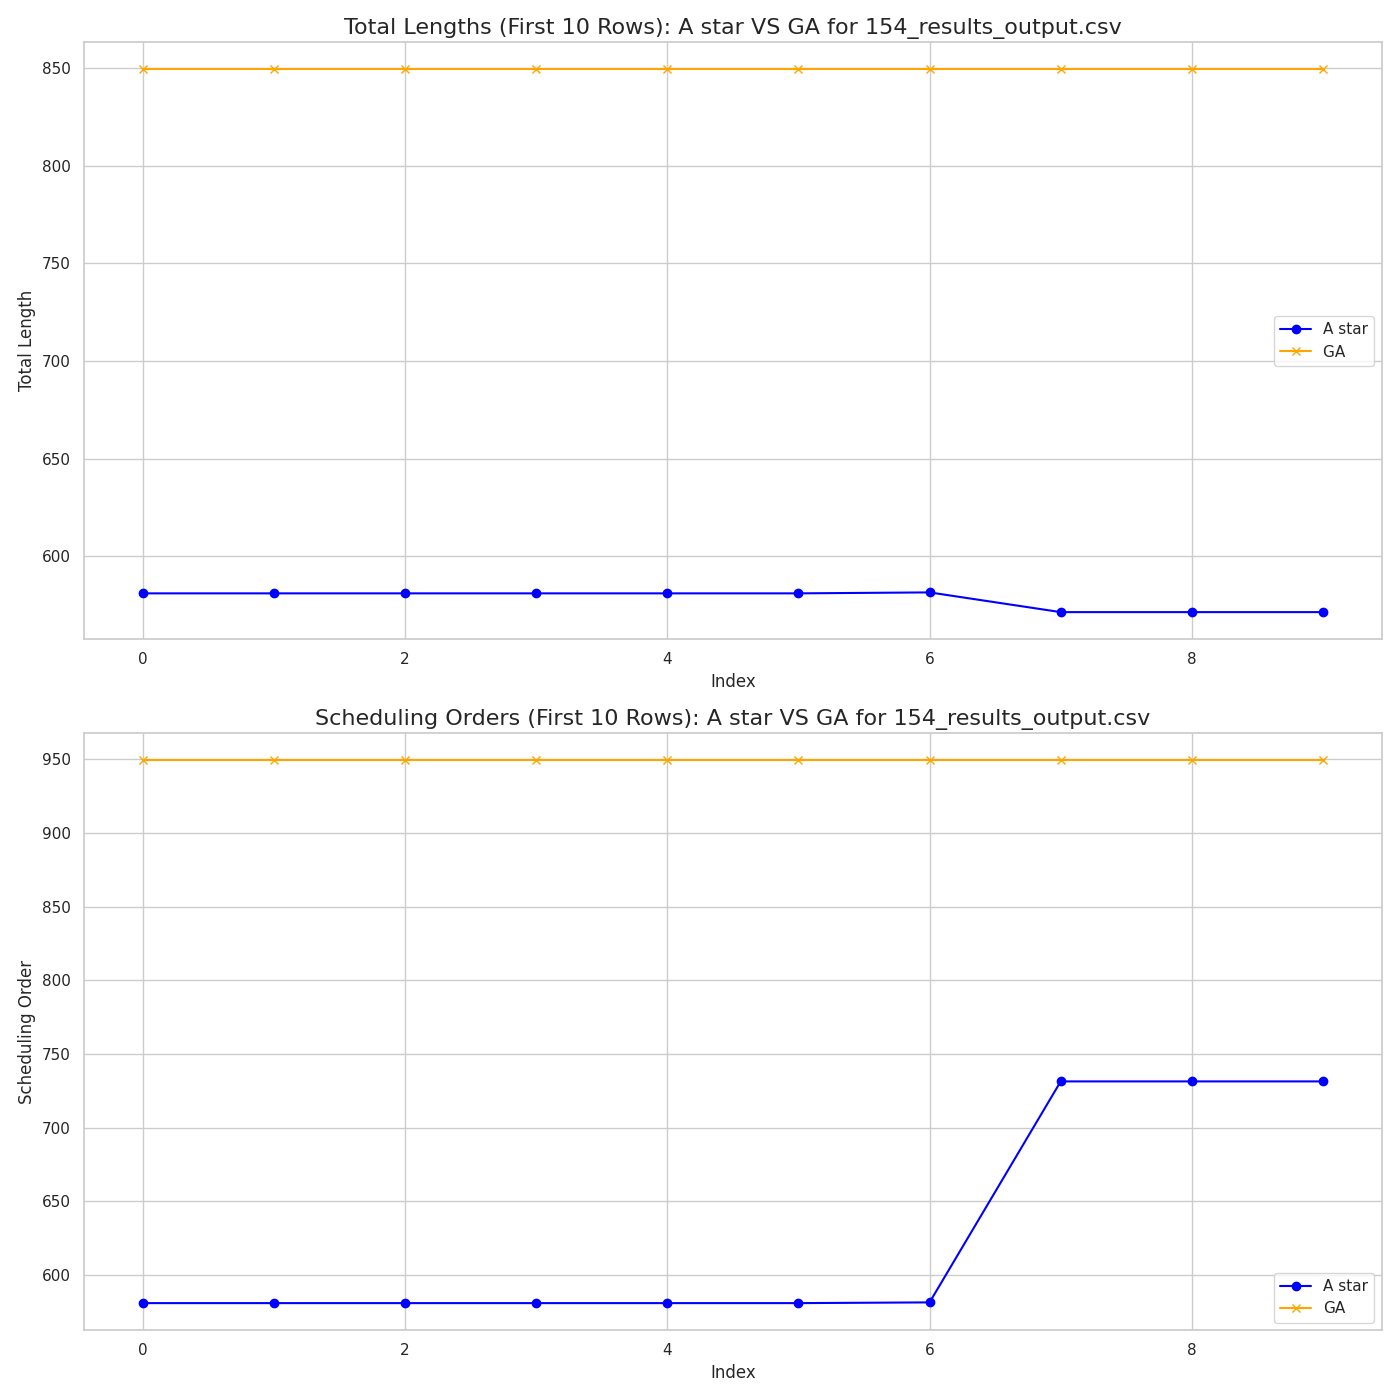 Total Lengths (First 10 Rows): A star VS GA for 154_results_output.csv
850
800
750
700
650
600
Total Length
A star
GA
0 2 4 6 8
Index
Scheduling Orders (First 10 Rows): A star VS GA for 154_results_output.csv
950
900
850
800
750
700
650
600
Scheduling Order
A star
GA
0 2 4 6 8
Index